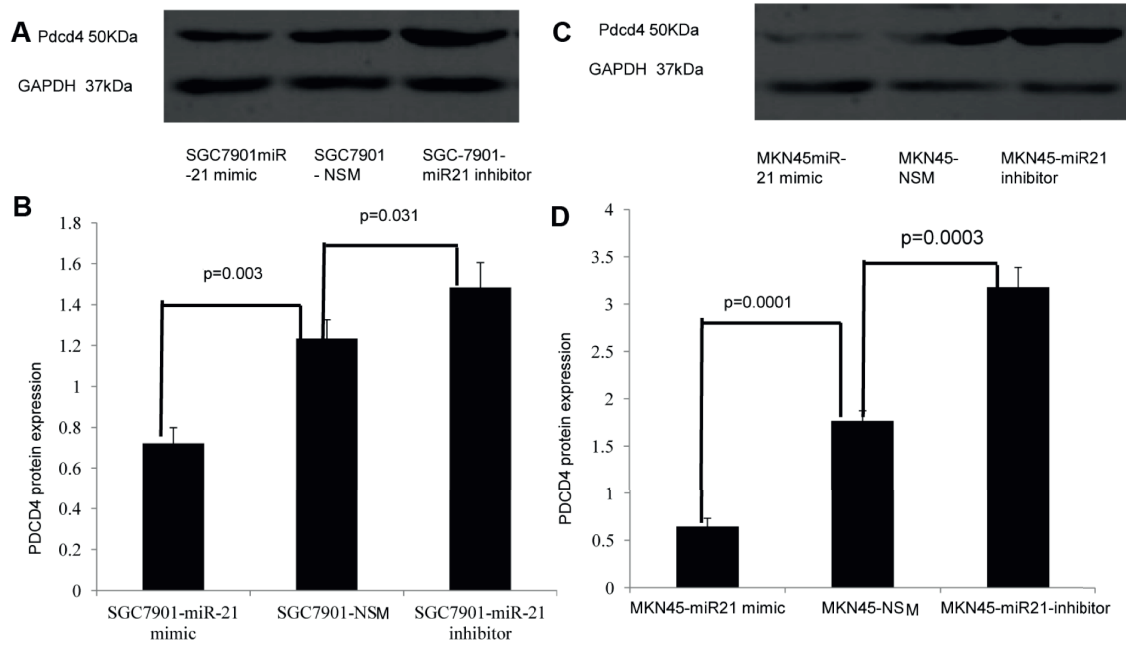 A
Pdcd4 50KDa
GAPDH 37kDa
SGC7901miR
-21 mimic
SGC7901
- NSM
SGC-7901-
miR21 inhibitor
C
Pdcd4 50KDa
GAPDH 37kDa
MKN45miR-
21 mimic
MKN45-
NSM
MKN45-miR21
inhibitor
B
PDCD4 protein expression
1.8
1.6
1.4
1.2
1
0.8
0.6
0.4
0.2
0
p=0.003
p=0.031
SGC7901-miR-21
mimic
SGC7901-NSM
SGC7901-miR-21
inhibitor
D
PDCD4 protein expression
4
3.5
3
2.5
2
1.5
1
0.5
0
p=0.0001
p=0.0003
MKN45-miR21 mimic
MKN45-NSM
MKN45-miR21-inhibitor